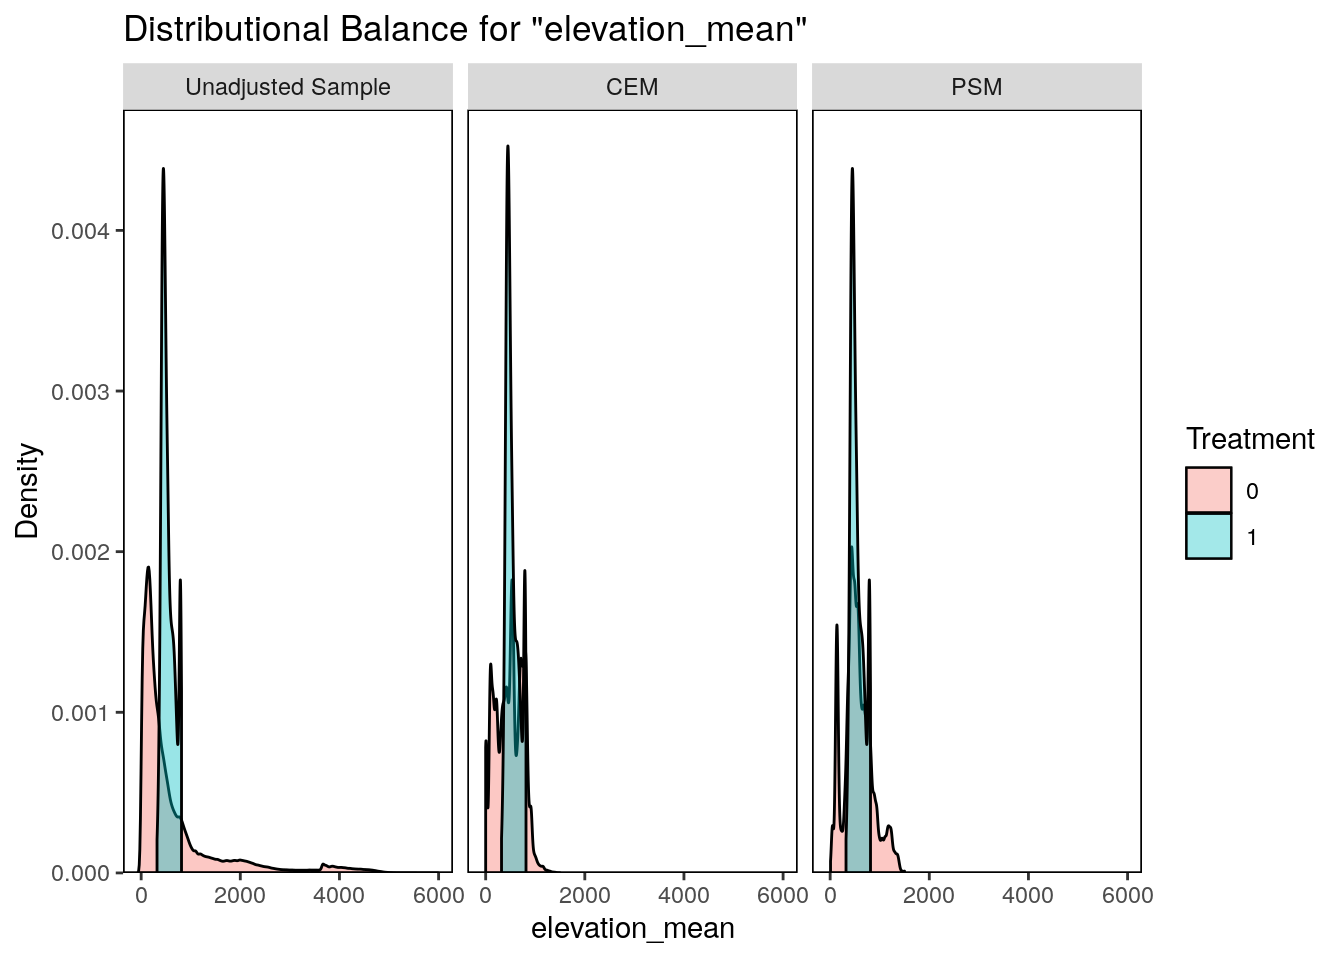 Distributional Balance for "elevation_mean"
Unadjusted Sample
CEM
PSM
Density
0.004
0.003
0.002
0.001
0.000
0 2000 4000 6000
0 2000 4000 6000
0 2000 4000 6000
elevation_mean
Treatment
0
1